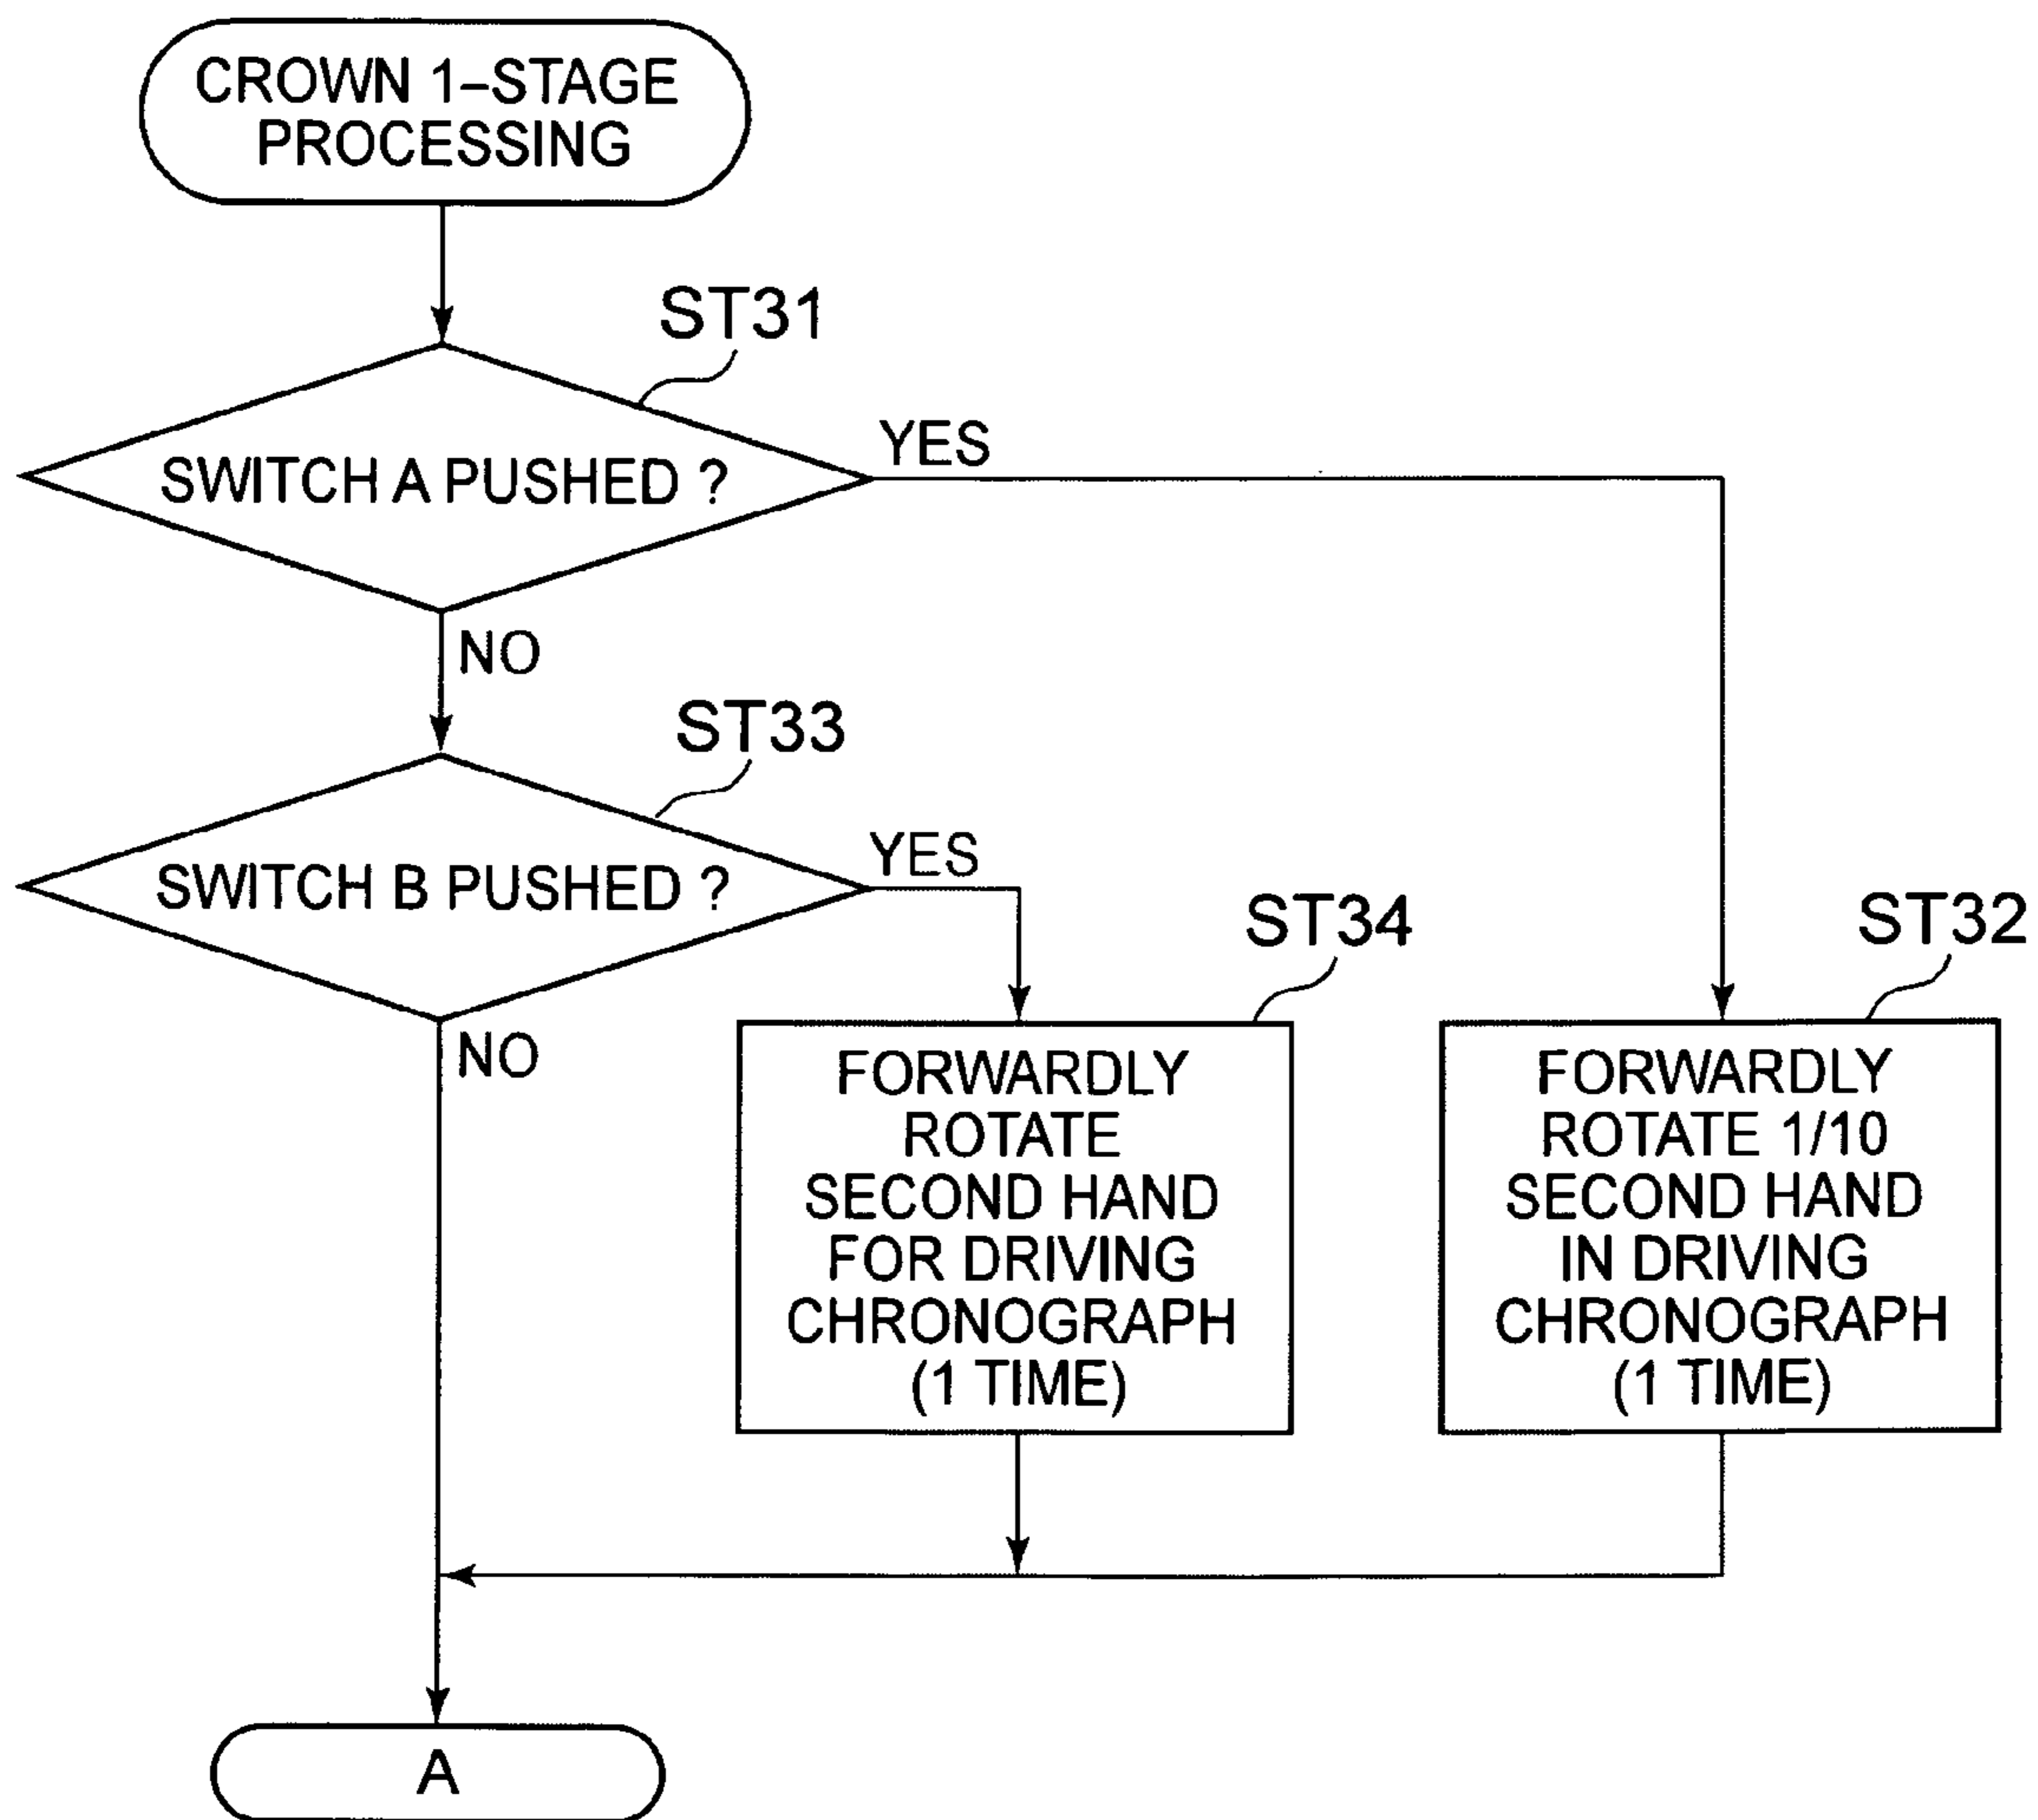 CROWN 1-STAGE
PROCESSING
ST31
SWITCH A PUSHED ?
YES
NO
ST33
SWITCH B PUSHED ?
YES
NO
ST34
FORWARDLY
ROTATE
SECOND HAND
FOR DRIVING
CHRONOGRAPH
(1 TIME)
ST32
FORWARDLY
ROTATE 1/10
SECOND HAND
IN DRIVING
CHRONOGRAPH
(1 TIME)
A